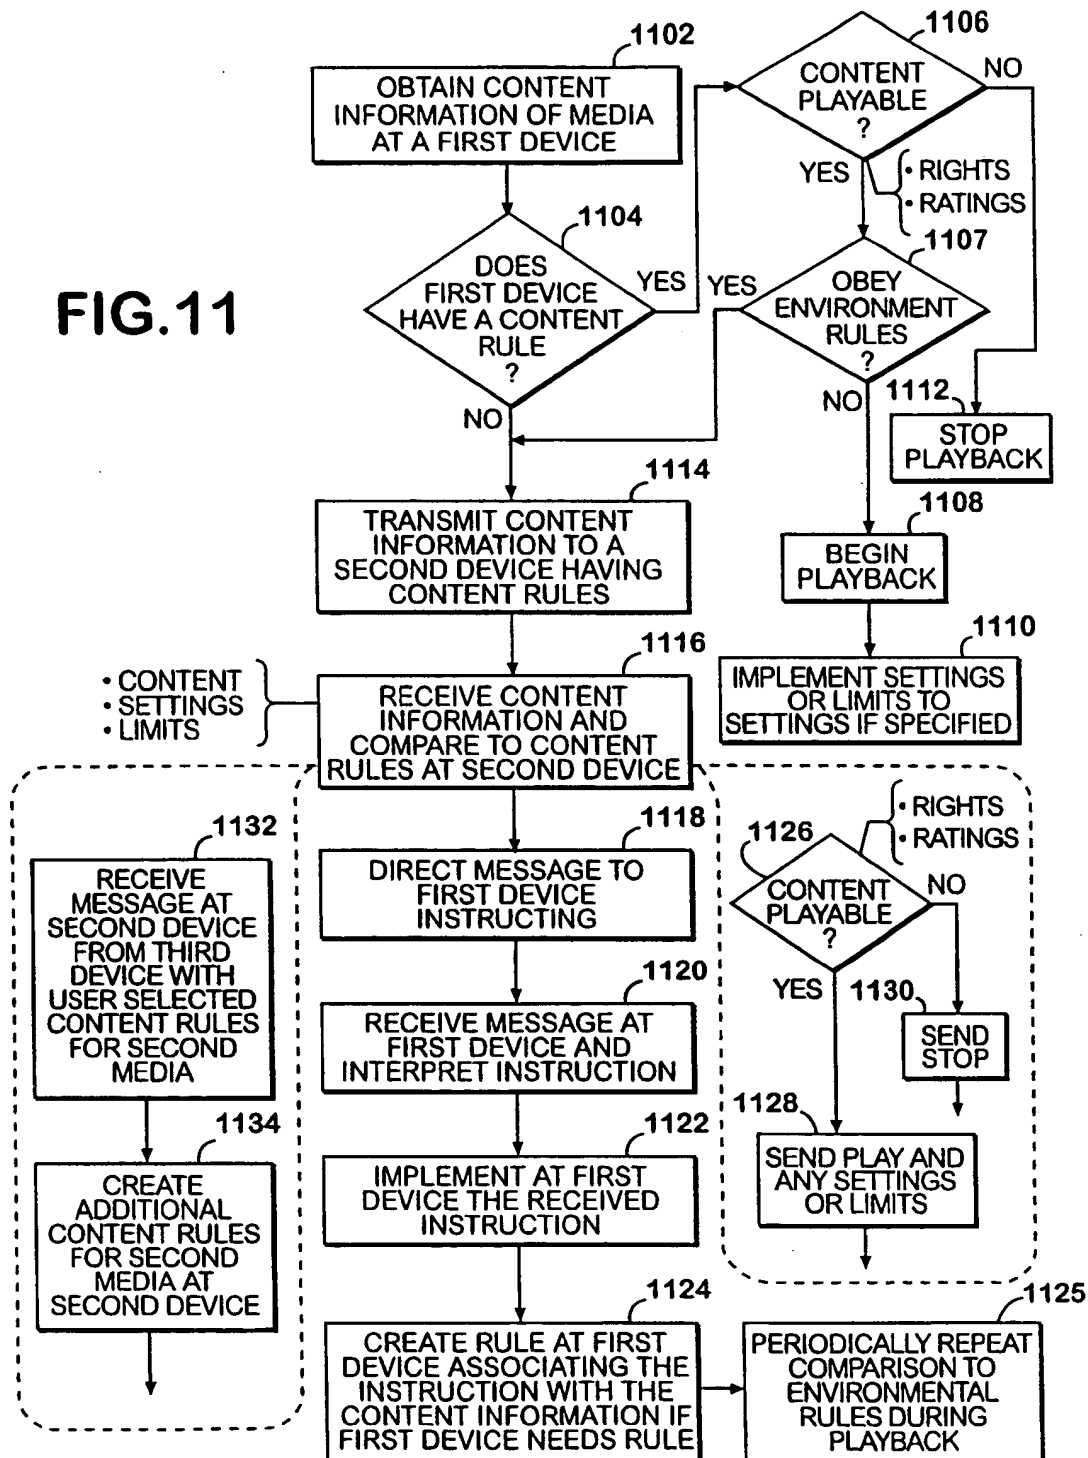 FIG.11
1102
OBTAIN CONTENT
INFORMATION OF MEDIA
AT A FIRST DEVICE
1104
DOES
FIRST DEVICE
HAVE A CONTENT
RULE
?
YES
NO
1106
CONTENT
PLAYABLE
?
NO
YES
• RIGHTS
• RATINGS
1107
OBEY
ENVIRONMENT
RULES
?
YES
NO
1112
STOP
PLAYBACK
1108
BEGIN
PLAYBACK
1110
IMPLEMENT SETTINGS
OR LIMITS TO
SETTINGS IF SPECIFIED
1114
TRANSMIT CONTENT
INFORMATION TO A
SECOND DEVICE HAVING
CONTENT RULES
1116
RECEIVE CONTENT
INFORMATION AND
COMPARE TO CONTENT
RULES AT SECOND DEVICE
• CONTENT
• SETTINGS
• LIMITS
1118
DIRECT MESSAGE TO
FIRST DEVICE
INSTRUCTING
1120
RECEIVE MESSAGE AT
FIRST DEVICE AND
INTERPRET INSTRUCTION
1122
IMPLEMENT AT FIRST
DEVICE THE RECEIVED
INSTRUCTION
1124
CREATE RULE AT FIRST
DEVICE ASSOCIATING THE
INSTRUCTION WITH THE
CONTENT INFORMATION IF
FIRST DEVICE NEEDS RULE
1125
PERIODICALLY REPEAT
COMPARISON TO
ENVIRONMENTAL
RULES DURING
PLAYBACK
1126
CONTENT
PLAYABLE
?
• RIGHTS
• RATINGS
NO
YES
1130
SEND
STOP
1128
SEND PLAY AND
ANY SETTINGS
OR LIMITS
1132
RECEIVE
MESSAGE AT
SECOND DEVICE
FROM THIRD
DEVICE WITH
USER SELECTED
CONTENT RULES
FOR SECOND
MEDIA
1134
CREATE
ADDITIONAL
CONTENT RULES
FOR SECOND
MEDIA AT
SECOND DEVICE